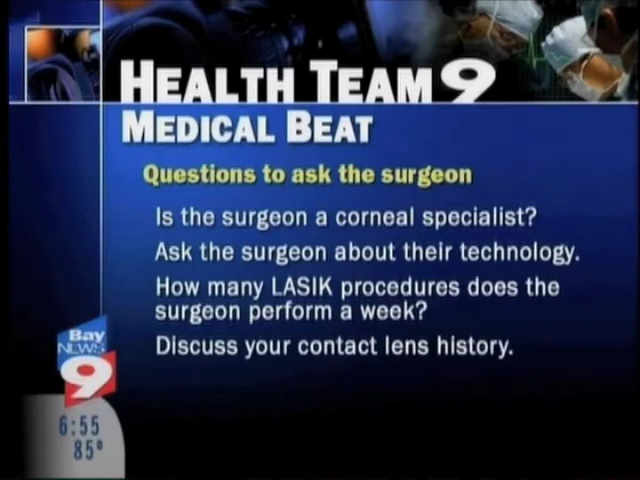 HEALTH TEAM 9
MEDICAL BEAT
Questions to ask the surgeon
Is the surgeon a corneal specialist?
Ask the surgeon about their technology.
How many LASIK procedures does the
surgeon perform a week?
Discuss your contact lens history.
Bay
NEWS
9
6:55
85°